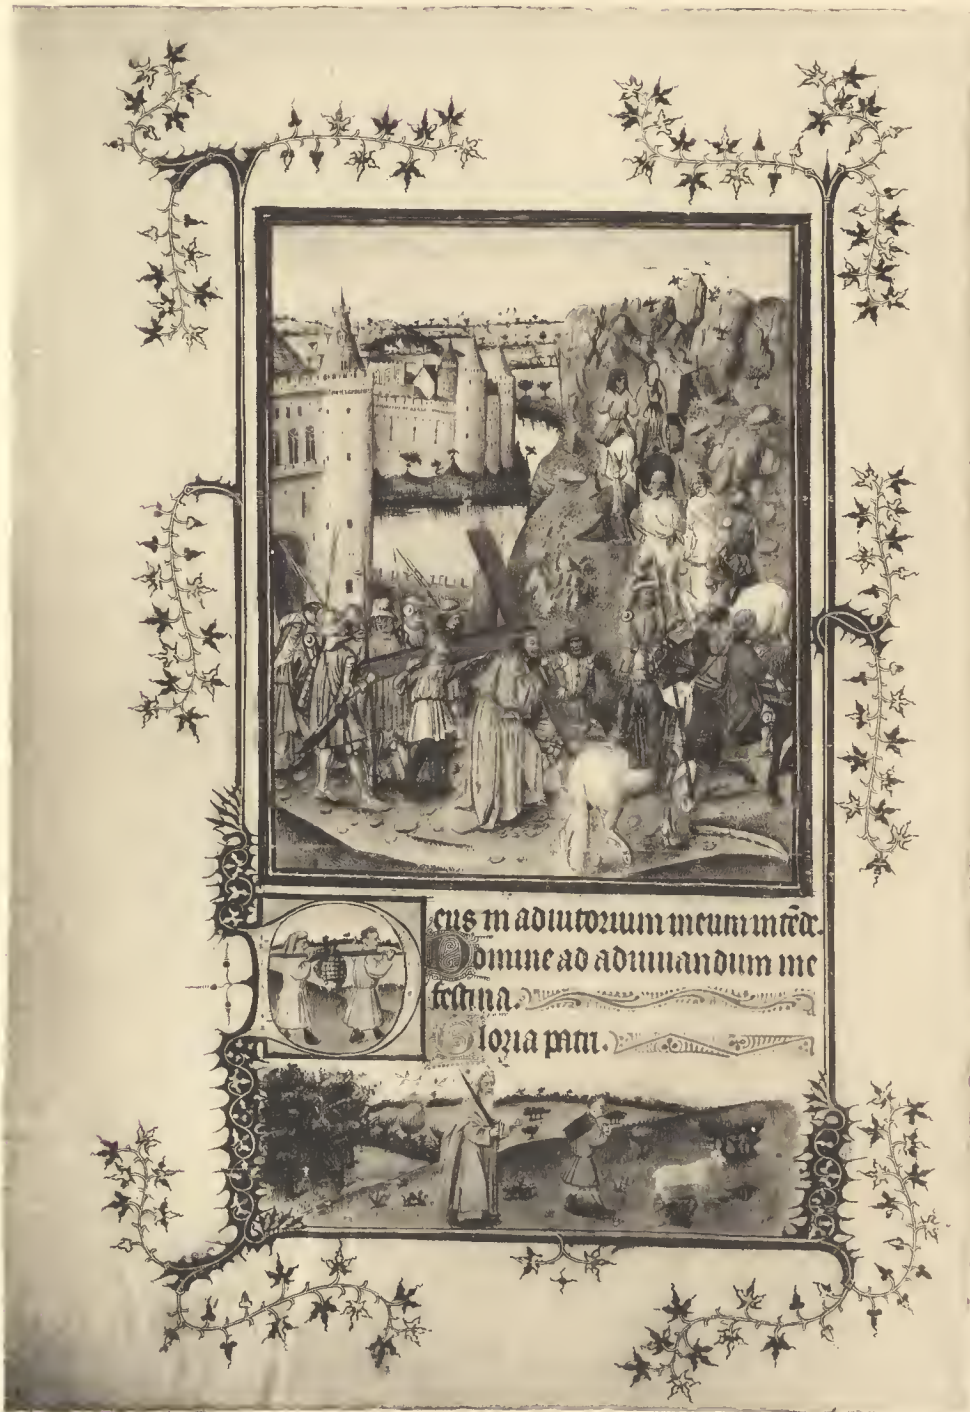 eus in adiutorium meum intēde.
Domine ad adiuuandum me
festina.
Gloria patri.